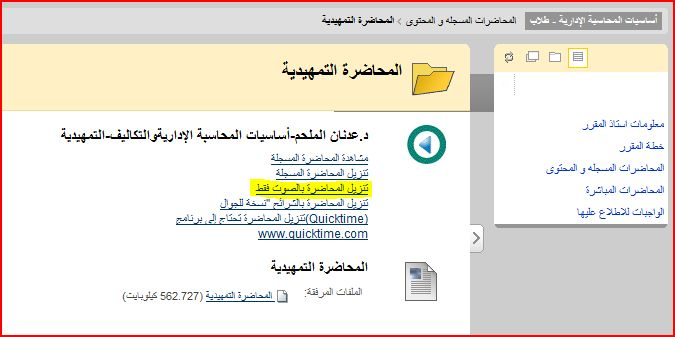 أساسيات المحاسبة الإدارية - طلاب
المحاضرات المسجله و المحتوى > المحاضرة التمهيدية
معلومات استاذ المقرر
خطة المقرر
المحاضرات المسجله و المحتوى
المحاضرات المباشرة
الواجبات للاطلاع عليها
المحاضرة التمهيدية
د.عدنان الملحم-أساسيات المحاسبة الإداريةوالتكاليف-التمهيدية
مشاهدة المحاضرة المسجلة
تنزيل المحاضرة المسجلة
تنزيل المحاضرة بالصوت فقط
تنزيل المحاضرة بالشرائح "نسخة للجوال
(Quicktime)تنزيل المحاضرة تحتاج إلى برنامج
www.quicktime.com
المحاضرة التمهيدية
الملفات المرفقة: المحاضرة التمهيدية (562.727 كيلوبايت)